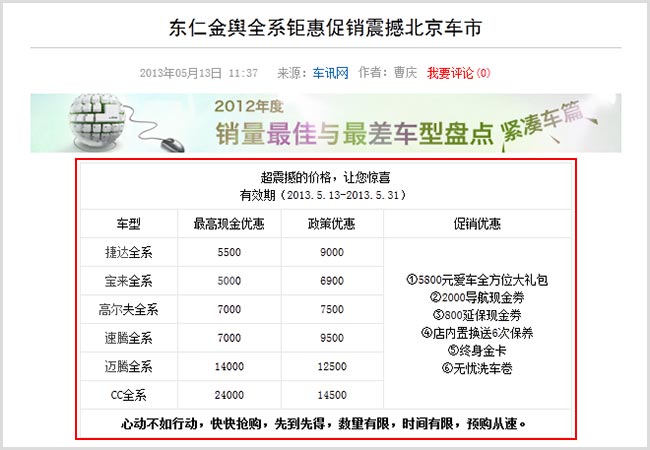 东仁金舆全系钜惠促销震撼北京车市
2013年05月13日 11:37 来源：车讯网 作者：曹庆 我要评论(0)
2012年度
销量最佳与最差车型盘点 紧凑车篇
超震撼的价格，让您惊喜
有效期（2013.5.13-2013.5.31）
车型 最高现金优惠 政策优惠 促销优惠
捷达全系 5500 9000
宝来全系 5000 6900
高尔夫全系 7000 7500
速腾全系 7000 9500
迈腾全系 14000 12500
CC全系 24000 14500
①5800元爱车全方位大礼包
②2000导航现金券
③800延保现金券
④店内置换送6次保养
⑤终身金卡
⑥无忧洗车卷
心动不如行动，快快抢购，先到先得，数量有限，时间有限，预购从速。